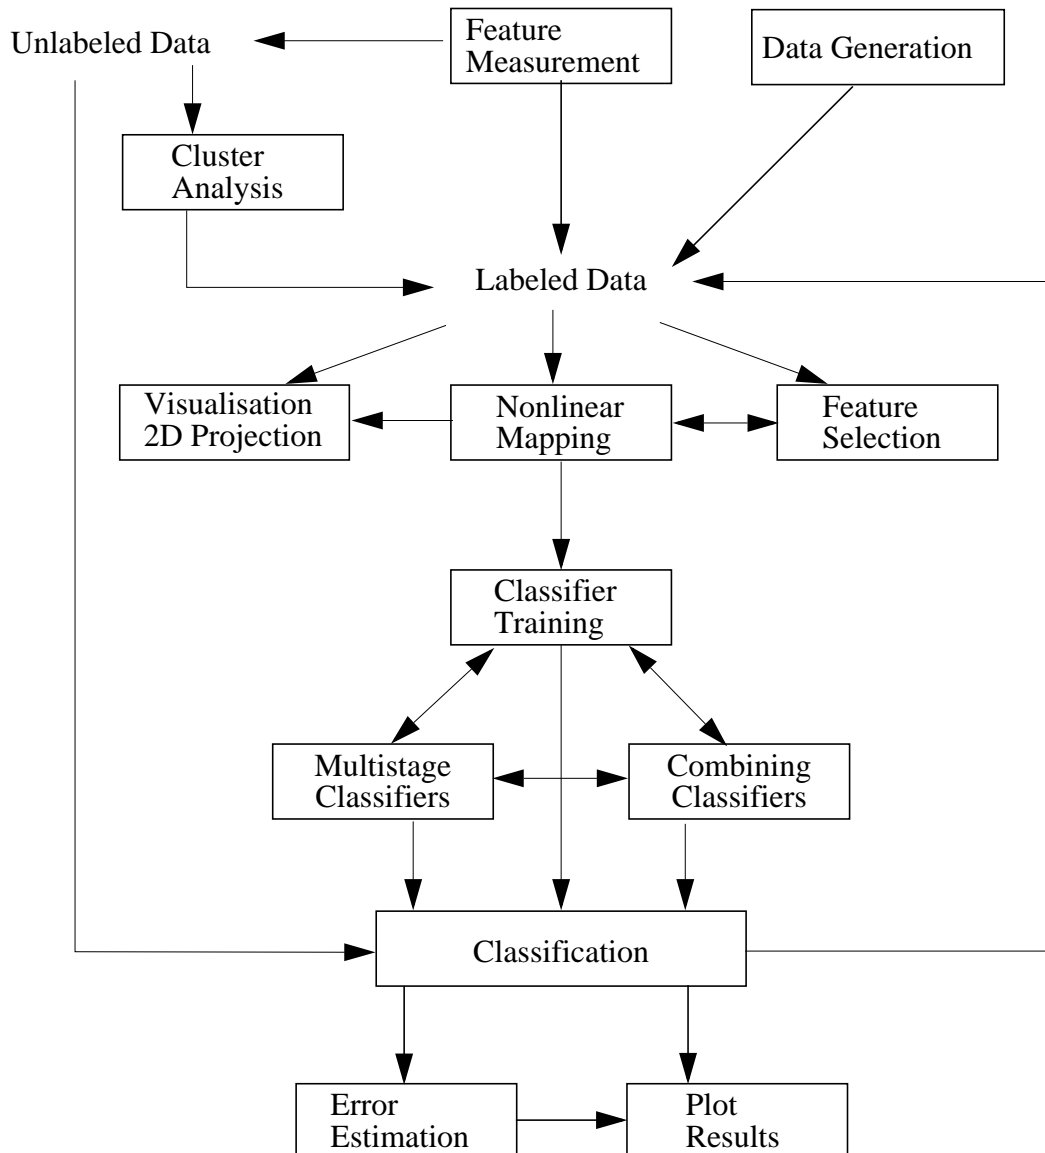 Unlabeled Data
Feature
Measurement
Data Generation
Cluster
Analysis
Labeled Data
Visualisation
2D Projection
Nonlinear
Mapping
Feature
Selection
Classifier
Training
Multistage
Classifiers
Combining
Classifiers
Classification
Error
Estimation
Plot
Results